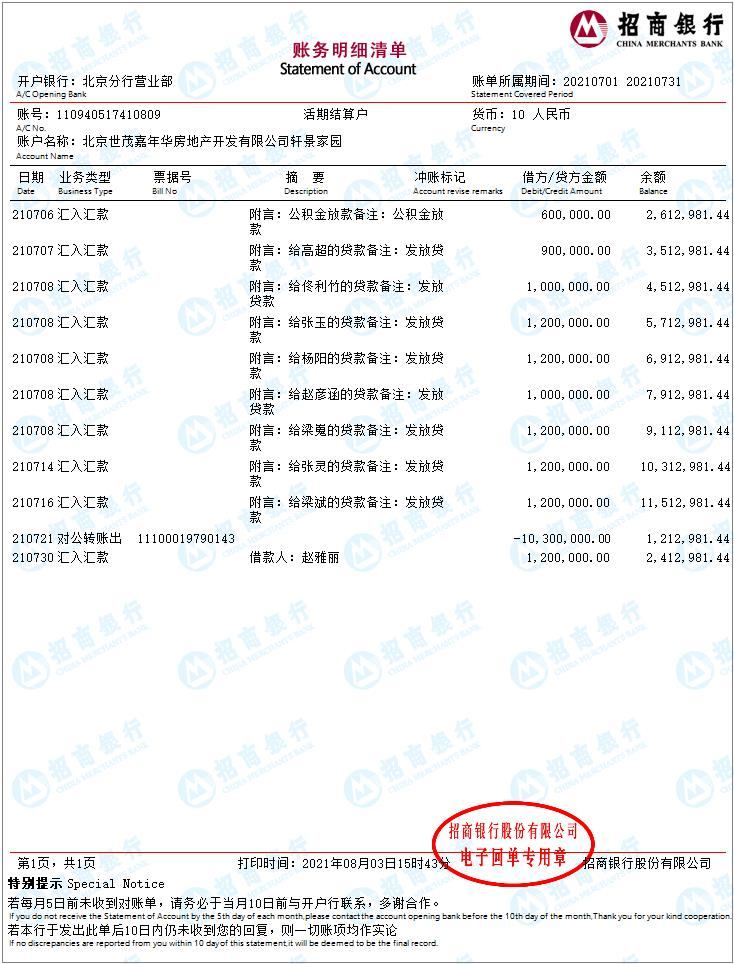 招商银行
CHINA MERCHANTS BANK
账务明细清单
Statement of Account
开户银行：北京分行营业部 账单所属期间：20210701 20210731
A/C Opening Bank Statement Covered Period
账号：110940517410809 活期结算户 货币：10 人民币
A/C No. Currency
账户名称：北京世茂嘉年华房地产开发有限公司轩景家园
Account Name
日期 业务类型 票据号 摘 要 冲账标记 借方/贷方金额 余额
Date Business Type Bill No Description Account revise remarks Debit/Credit Amount Balance
210706 汇入汇款 附言：公积金放款备注：公积金放 600,000.00 2,612,981.44
款
210707 汇入汇款 附言：给高超的贷款备注：发放贷 900,000.00 3,512,981.44
款
210708 汇入汇款 附言：给佟利竹的贷款备注：发放 1,000,000.00 4,512,981.44
贷款
210708 汇入汇款 附言：给张玉的贷款备注：发放贷 1,200,000.00 5,712,981.44
款
210708 汇入汇款 附言：给杨阳的贷款备注：发放贷 1,200,000.00 6,912,981.44
款
210708 汇入汇款 附言：给赵彦涵的贷款备注：发放 1,000,000.00 7,912,981.44
贷款
210708 汇入汇款 附言：给梁嵬的贷款备注：发放贷 1,200,000.00 9,112,981.44
款
210714 汇入汇款 附言：给张灵的贷款备注：发放贷 1,200,000.00 10,312,981.44
款
210716 汇入汇款 附言：给梁斌的贷款备注：发放贷 1,200,000.00 11,512,981.44
款
210721 对公转账出 11100019790143 -10,300,000.00 1,212,981.44
210730 汇入汇款 借款人：赵雅丽 1,200,000.00 2,412,981.44
招商银行股份有限公司
电子回单专用章
第1页，共1页 打印时间：2021年08月03日15时43分 招商银行股份有限公司
特别提示 Special Notice
若每月5日前未收到对账单，请务必于当月10日前与开户行联系，多谢合作。
If you do not receive the Statement of Account by the 5th day of each month,please contact the account opening bank before the 10th day of the month,Thank you for your kind cooperation.
若本行于发出此单后10日内仍未收到您的回复，则一切账项均作实论
If no discrepancies are reported from you within 10 day of this statement,it will be deemed to be the final record.